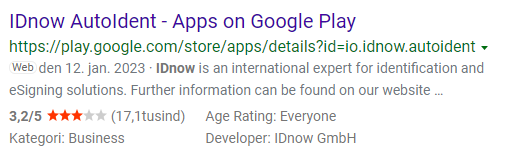 IDnow AutoIdent - Apps on Google Play
https://play.google.com/store/apps/details?id=io.idnow.autoident
Web den 12. jan. 2023 · IDnow is an international expert for identification and
eSigning solutions. Further information can be found on our website ...
3,2/5 ★★★★★ (17,1tusind) Age Rating: Everyone
Kategori: Business Developer: IDnow GmbH